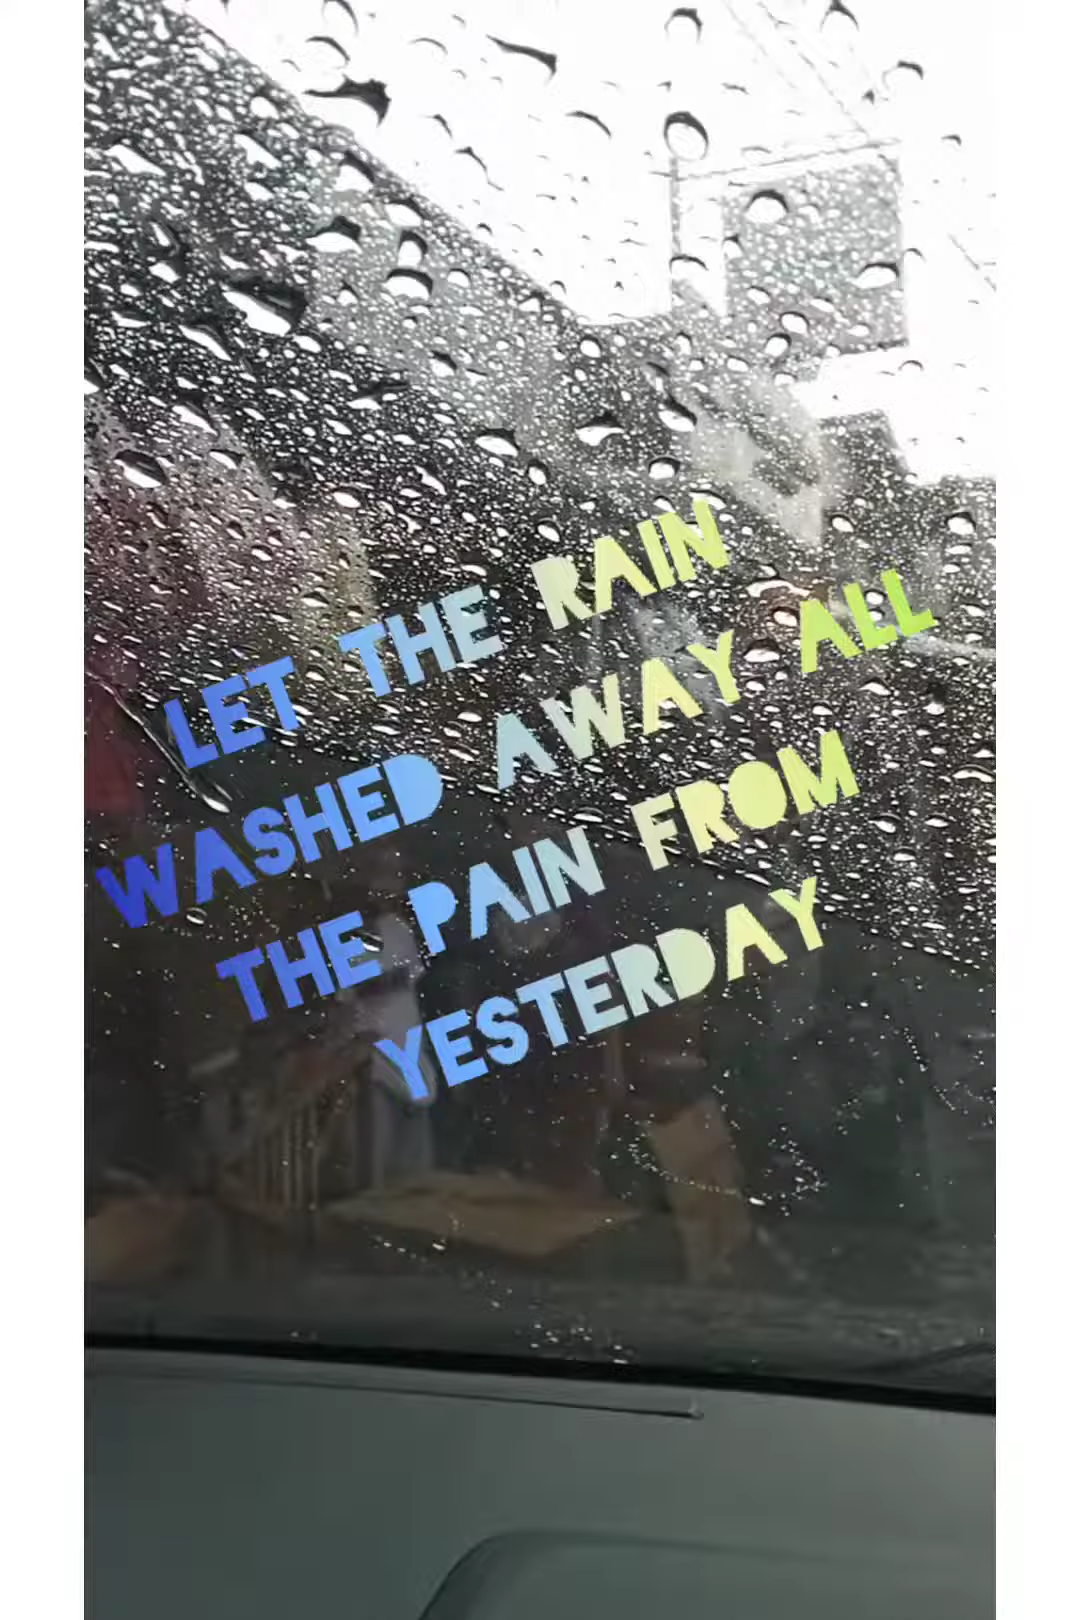 LET THE RAIN
WASHED AWAY ALL
THE PAIN FROM
YESTERDAY